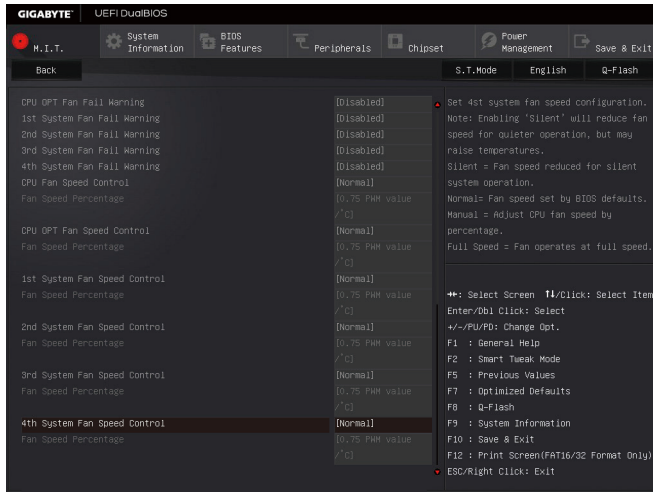 GIGABYTE™ UEFI DualBIOS
M.I.T. System Information BIOS Features Peripherals Chipset Power Management Save & Exit
Back S.T.Mode English Q-Flash
CPU OPT Fan Fail Warning [Disabled]
1st System Fan Fail Warning [Disabled]
2nd System Fan Fail Warning [Disabled]
3rd System Fan Fail Warning [Disabled]
4th System Fan Fail Warning [Disabled]
CPU Fan Speed Control [Normal]
Fan Speed Percentage [0.75 PWM value
/°C]
CPU OPT Fan Speed Control [Normal]
Fan Speed Percentage [0.75 PWM value
/°C]
1st System Fan Speed Control [Normal]
Fan Speed Percentage [0.75 PWM value
/°C]
2nd System Fan Speed Control [Normal]
Fan Speed Percentage [0.75 PWM value
/°C]
3rd System Fan Speed Control [Normal]
Fan Speed Percentage [0.75 PWM value
/°C]
4th System Fan Speed Control [Normal]
Fan Speed Percentage [0.75 PWM value
/°C]
Set 4st system fan speed configuration.
Note: Enabling 'Silent' will reduce fan
speed for quieter operation, but may
raise temperatures.
Silent = Fan speed reduced for silent
system operation.
Normal= Fan speed set by BIOS defaults.
Manual = Adjust CPU fan speed by
percentage.
Full Speed = Fan operates at full speed.
→←: Select Screen ↑↓/Click: Select Item
Enter/Dbl Click: Select
+/-/PU/PD: Change Opt.
F1 : General Help
F2 : Smart Tweak Mode
F5 : Previous Values
F7 : Optimized Defaults
F8 : Q-Flash
F9 : System Information
F10 : Save & Exit
F12 : Print Screen(FAT16/32 Format Only)
ESC/Right Click: Exit